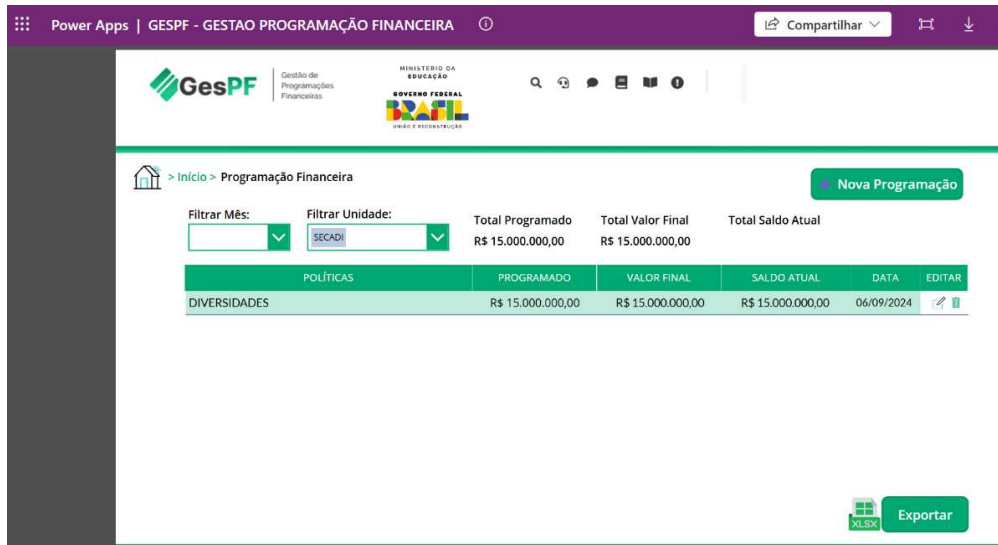 Power Apps | GESPF - GESTAO PROGRAMAÇÃO FINANCEIRA
Compartilhar
GesPF
Gestão de
Programações
Financeiras
MINISTÉRIO DA
EDUCAÇÃO
GOVERNO FEDERAL
BRASIL
UNIÃO E RECONSTRUÇÃO
> Início > Programação Financeira
+ Nova Programação
Filtrar Mês: Filtrar Unidade: Total Programado Total Valor Final Total Saldo Atual
SECADI R$ 15.000.000,00 R$ 15.000.000,00
POLÍTICAS PROGRAMADO VALOR FINAL SALDO ATUAL DATA EDITAR
DIVERSIDADES R$ 15.000.000,00 R$ 15.000.000,00 R$ 15.000.000,00 06/09/2024
XLSX Exportar